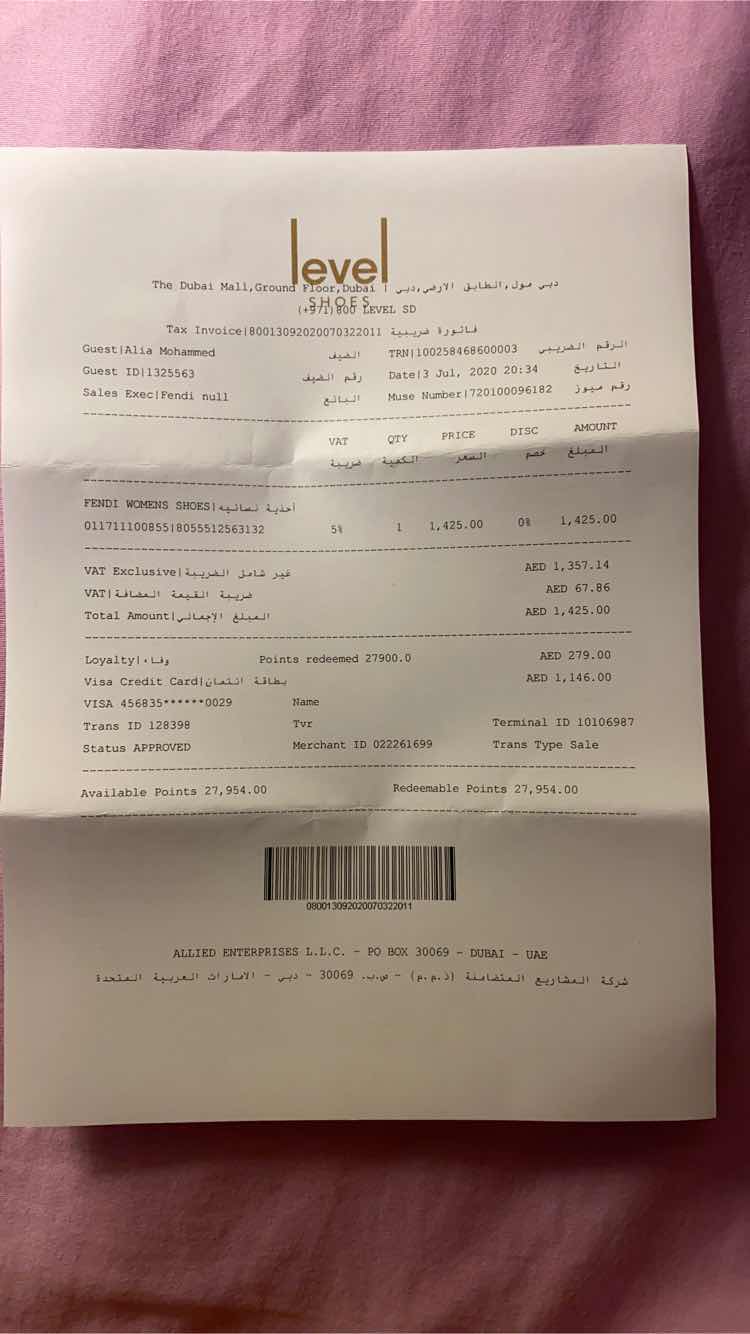 level
The Dubai Mall,Ground Floor,Dubai | دبي مول,الطابق الارضي,دبي
SHOES
(+971)800 LEVEL SD
Tax Invoice|80013092020070322011 فاتورة ضريبية
Guest|Alia Mohammed الضيف TRN|100258468600003 الرقم الضريبي
Guest ID|1325563 رقم الضيف Date|3 Jul, 2020 20:34 التاريخ
Sales Exec|Fendi null البائع Muse Number|720100096182 رقم ميوز
VAT QTY PRICE DISC AMOUNT
ضريبة الكمية السعر خصم المبلغ
FENDI WOMENS SHOES|أحذية نسائيه
011711100855|8055512563132 5% 1 1,425.00 0% 1,425.00
VAT Exclusive|غير شامل الضريبة AED 1,357.14
VAT|ضريبة القيمة المضافة AED 67.86
Total Amount|المبلغ الإجمالي AED 1,425.00
Loyalty|وفاء Points redeemed 27900.0 AED 279.00
Visa Credit Card|بطاقة ائتمان AED 1,146.00
VISA 456835******0029 Name
Trans ID 128398 Tvr Terminal ID 10106987
Status APPROVED Merchant ID 022261699 Trans Type Sale
Available Points 27,954.00 Redeemable Points 27,954.00
080013092020070322011
ALLIED ENTERPRISES L.L.C. - PO BOX 30069 - DUBAI - UAE
شركة المشاريع المتضامنة (ذ.م.م) - ص.ب. 30069 - دبي - الامارات العربية المتحدة